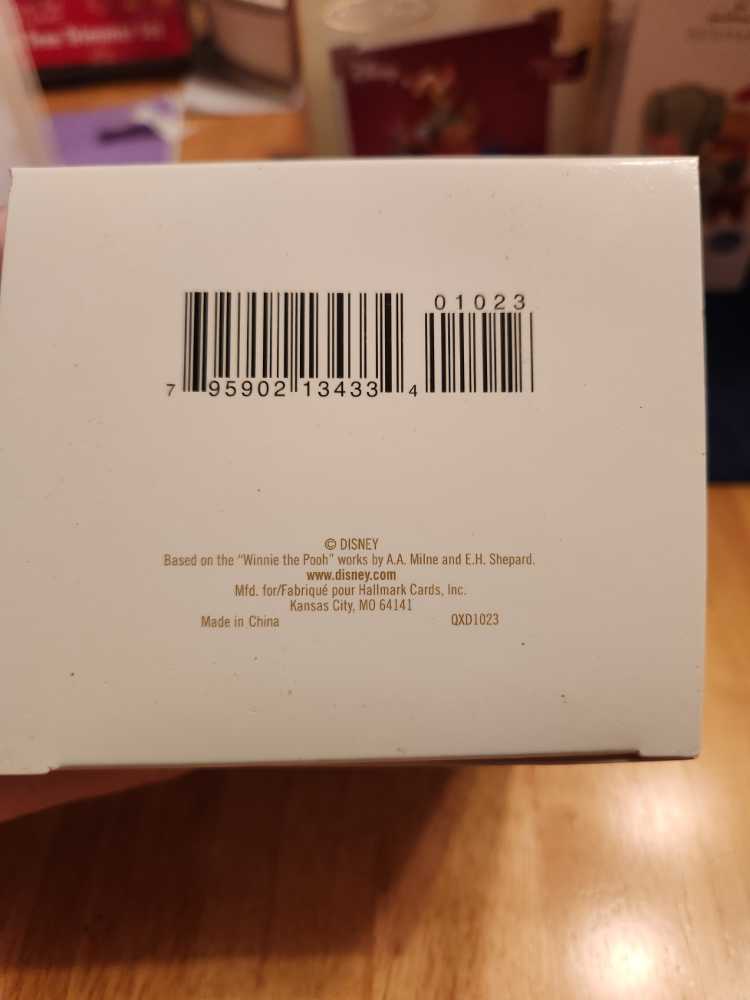 01023
7 95902 13433 4
© DISNEY
Based on the "Winnie the Pooh" works by A.A. Milne and E.H. Shepard.
www.disney.com
Mfd. for/Fabriqué pour Hallmark Cards, Inc.
Kansas City, MO 64141
Made in China QXD1023